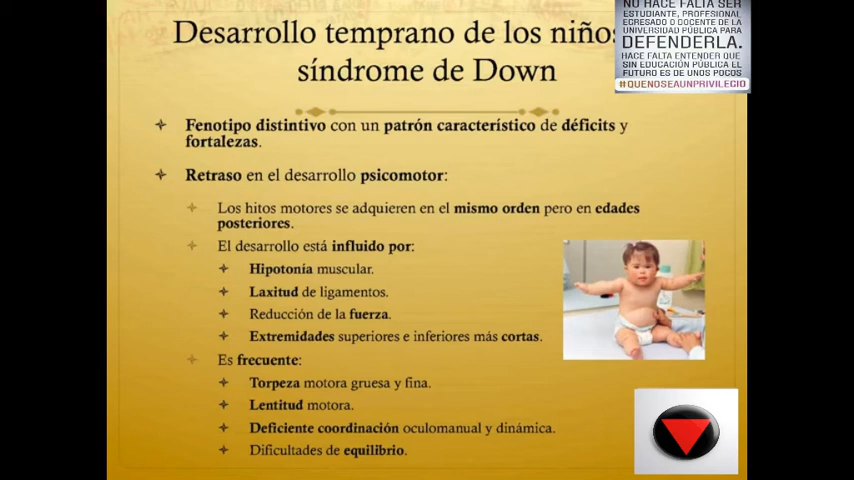 Desarrollo temprano de los niños
síndrome de Down
NO HACE FALTA SER
ESTUDIANTE, PROFESIONAL
EGRESADO O DOCENTE DE LA
UNIVERSIDAD PÚBLICA PARA
DEFENDERLA.
HACE FALTA ENTENDER QUE
SIN EDUCACIÓN PÚBLICA EL
FUTURO ES DE UNOS POCOS
#QUENOSEAUNPRIVILEGIO
Fenotipo distintivo con un patrón característico de déficits y
fortalezas.
Retraso en el desarrollo psicomotor:
Los hitos motores se adquieren en el mismo orden pero en edades
posteriores.
El desarrollo está influido por:
Hipotonía muscular.
Laxitud de ligamentos.
Reducción de la fuerza.
Extremidades superiores e inferiores más cortas.
Es frecuente:
Torpeza motora gruesa y fina.
Lentitud motora.
Deficiente coordinación oculomanual y dinámica.
Dificultades de equilibrio.